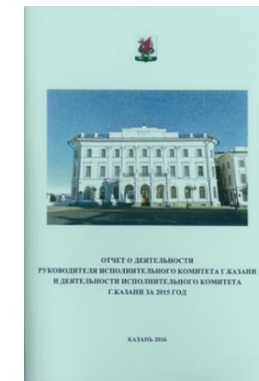 ОТЧЕТ О ДЕЯТЕЛЬНОСТИ
РУКОВОДИТЕЛЯ ИСПОЛНИТЕЛЬНОГО КОМИТЕТА Г.КАЗАНИ
И ДЕЯТЕЛЬНОСТИ ИСПОЛНИТЕЛЬНОГО КОМИТЕТА
Г.КАЗАНИ ЗА 2015 ГОД
КАЗАНЬ 2016